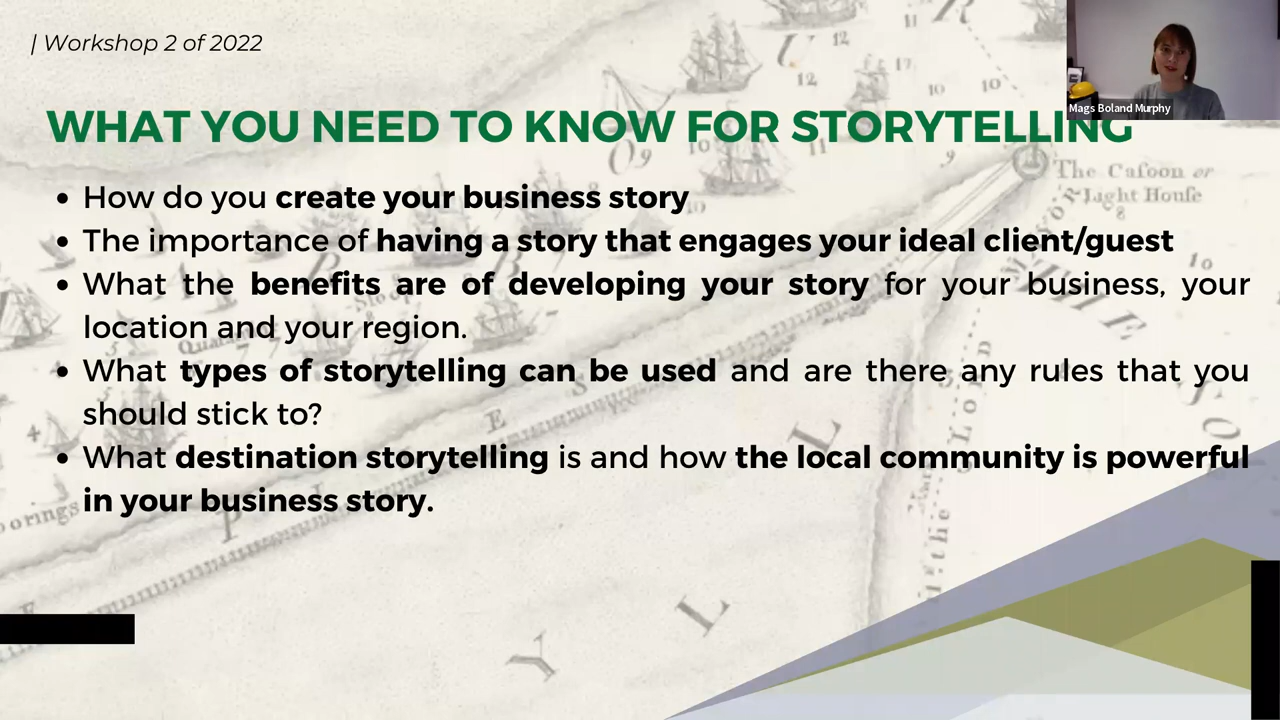 | Workshop 2 of 2022
Mags Boland Murphy
WHAT YOU NEED TO KNOW FOR STORYTELLING
The Caſoon or
Light Houſe
• How do you create your business story
• The importance of having a story that engages your ideal client/guest
• What the benefits are of developing your story for your business, your
location and your region.
• What types of storytelling can be used and are there any rules that you
should stick to?
• What destination storytelling is and how the local community is powerful
in your business story.